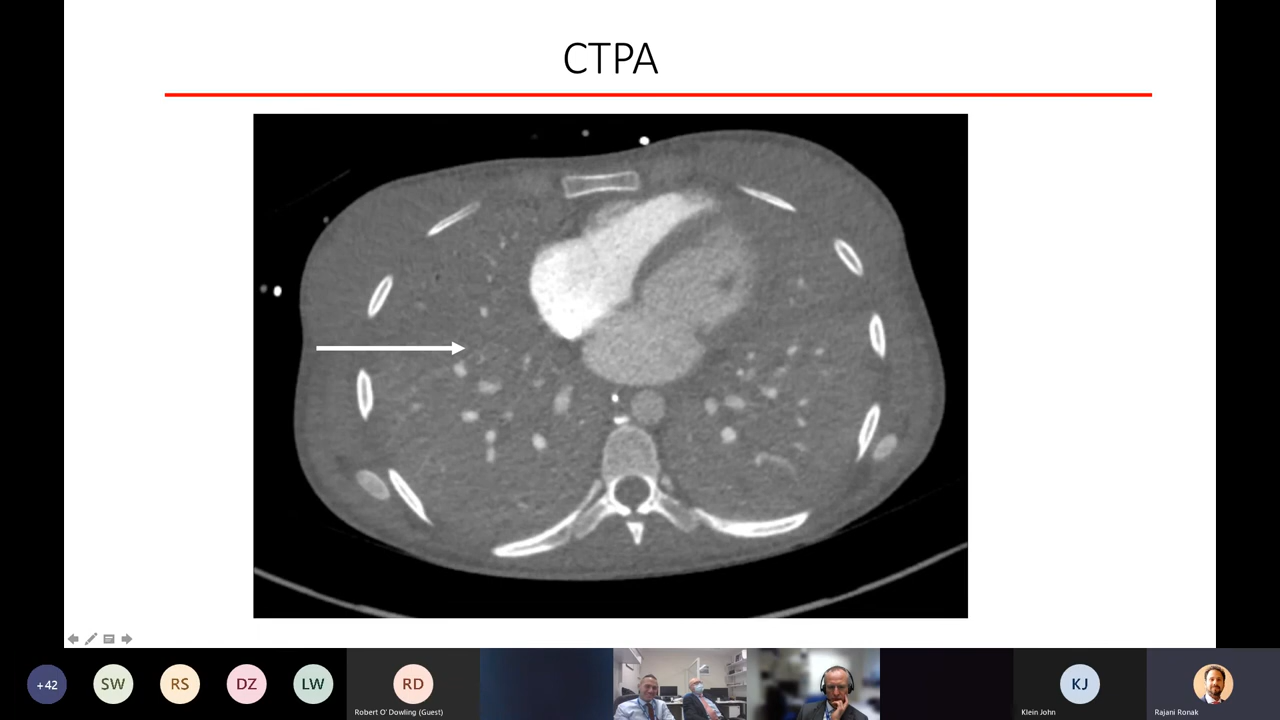 CTPA
+42
SW
RS
DZ
LW
RD
KJ
Robert O' Dowling (Guest)
Klein John
Rajani Ronak